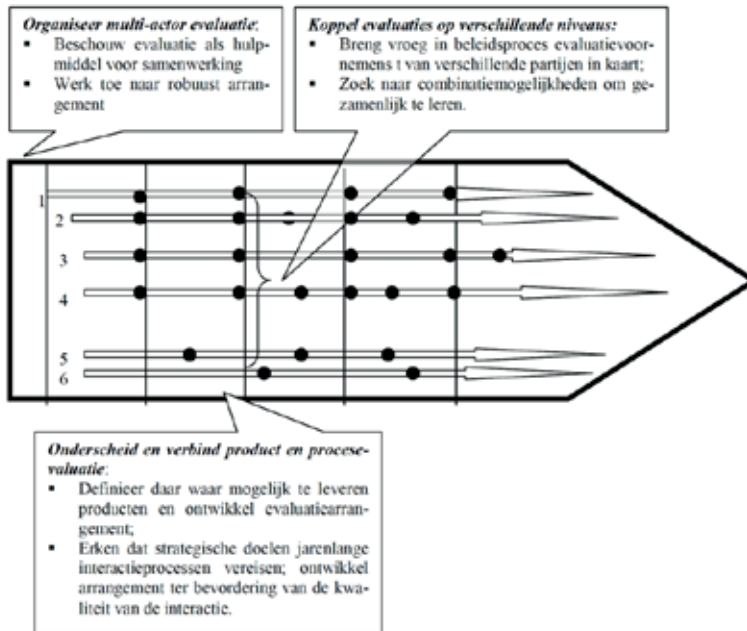 Organiseer multi-actor evaluatie:
▪ Beschouw evaluatie als hulp-
middel voor samenwerking
▪ Werk toe naar robuust arran-
gement
Koppel evaluaties op verschillende niveaus:
▪ Breng vroeg in beleidsproces evaluatievoor-
nemens t van verschillende partijen in kaart;
▪ Zoek naar combinatiemogelijkheden om ge-
zamenlijk te leren.
1
2
3
4
5
6
Onderscheid en verbind product en procese-
valuatie:
▪ Definieer daar waar mogelijk te leveren
producten en ontwikkel evaluatiearran-
gement;
▪ Erken dat strategische doelen jarenlange
interactieprocessen vereisen; ontwikkel
arrangement ter bevordering van de kwa-
liteit van de interactie.